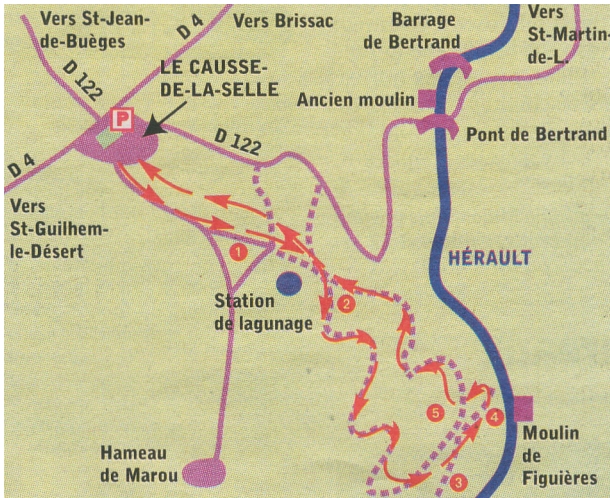 Vers St-Jean-
de-Buèges
D 4
Vers Brissac
Barrage
de Bertrand
Vers
St-Martin-
de-L.
D 122
LE CAUSSE-
DE-LA-SELLE
P
Ancien moulin
D 122
Pont de Bertrand
D 4
Vers
St-Guilhem-
le-Désert
1
HÉRAULT
Station
de lagunage
2
5
4
Moulin
de
Figuières
Hameau
de Marou
3